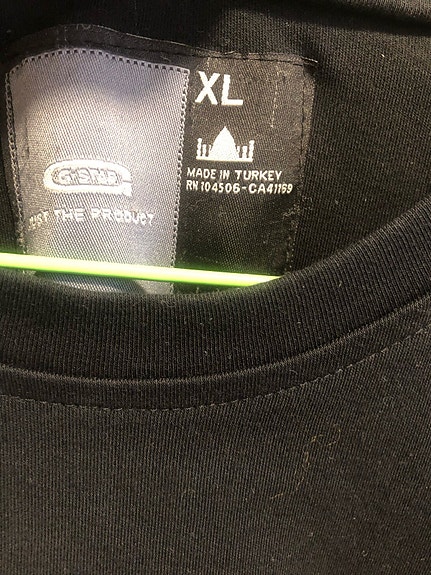 G-STAR
JUST THE PRODUCT
XL
MADE IN TURKEY
RN 104506-CA41159